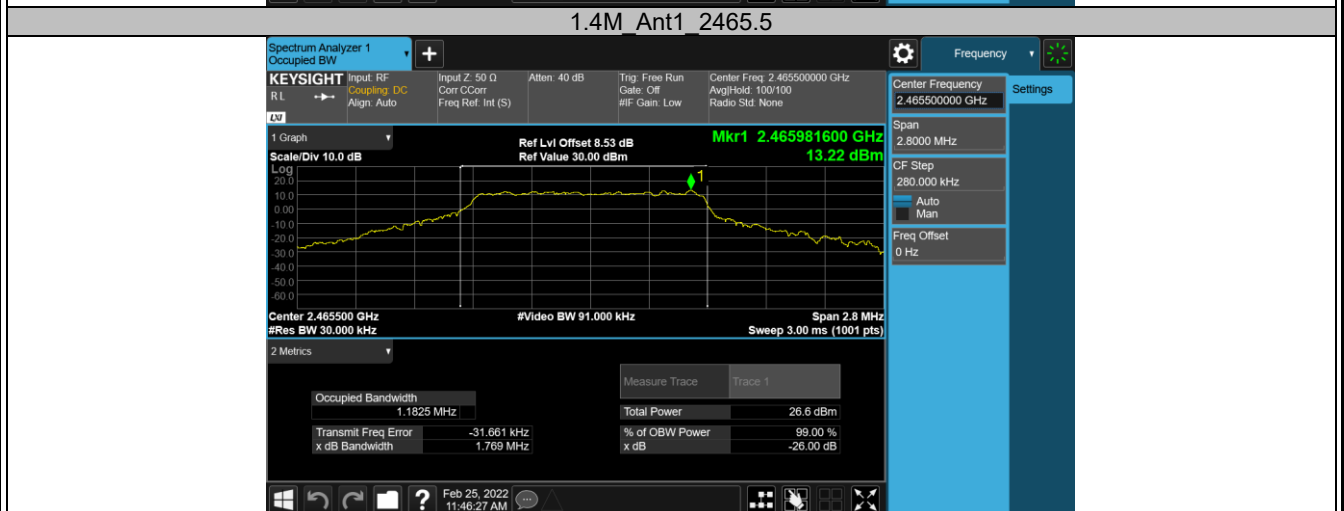 1.4M_Ant1_2465.5
Spectrum Analyzer 1
Occupied BW
Frequency
KEYSIGHT
RL
LXI
Input: RF
Coupling: DC
Align: Auto
Input Z: 50 Ω
Corr CCorr
Freq Ref: Int (S)
Atten: 40 dB
Trig: Free Run
Gate: Off
#IF Gain: Low
Center Freq: 2.465500000 GHz
Avg|Hold: 100/100
Radio Std: None
Center Frequency
2.465500000 GHz
Settings
Span
2.8000 MHz
CF Step
280.000 kHz
Auto
Man
Freq Offset
0 Hz
1 Graph
Ref Lvl Offset 8.53 dB
Mkr1 2.465981600 GHz
Scale/Div 10.0 dB
Ref Value 30.00 dBm
13.22 dBm
Log
1
20.0
10.0
0.00
-10.0
-20.0
-30.0
-40.0
-50.0
-60.0
Center 2.465500 GHz
#Video BW 91.000 kHz
Span 2.8 MHz
#Res BW 30.000 kHz
Sweep 3.00 ms (1001 pts)
2 Metrics
Measure Trace
Trace 1
Occupied Bandwidth
1.1825 MHz
Total Power
26.6 dBm
Transmit Freq Error
-31.661 kHz
% of OBW Power
99.00 %
x dB Bandwidth
1.769 MHz
x dB
-26.00 dB
?
Feb 25, 2022
11:46:27 AM